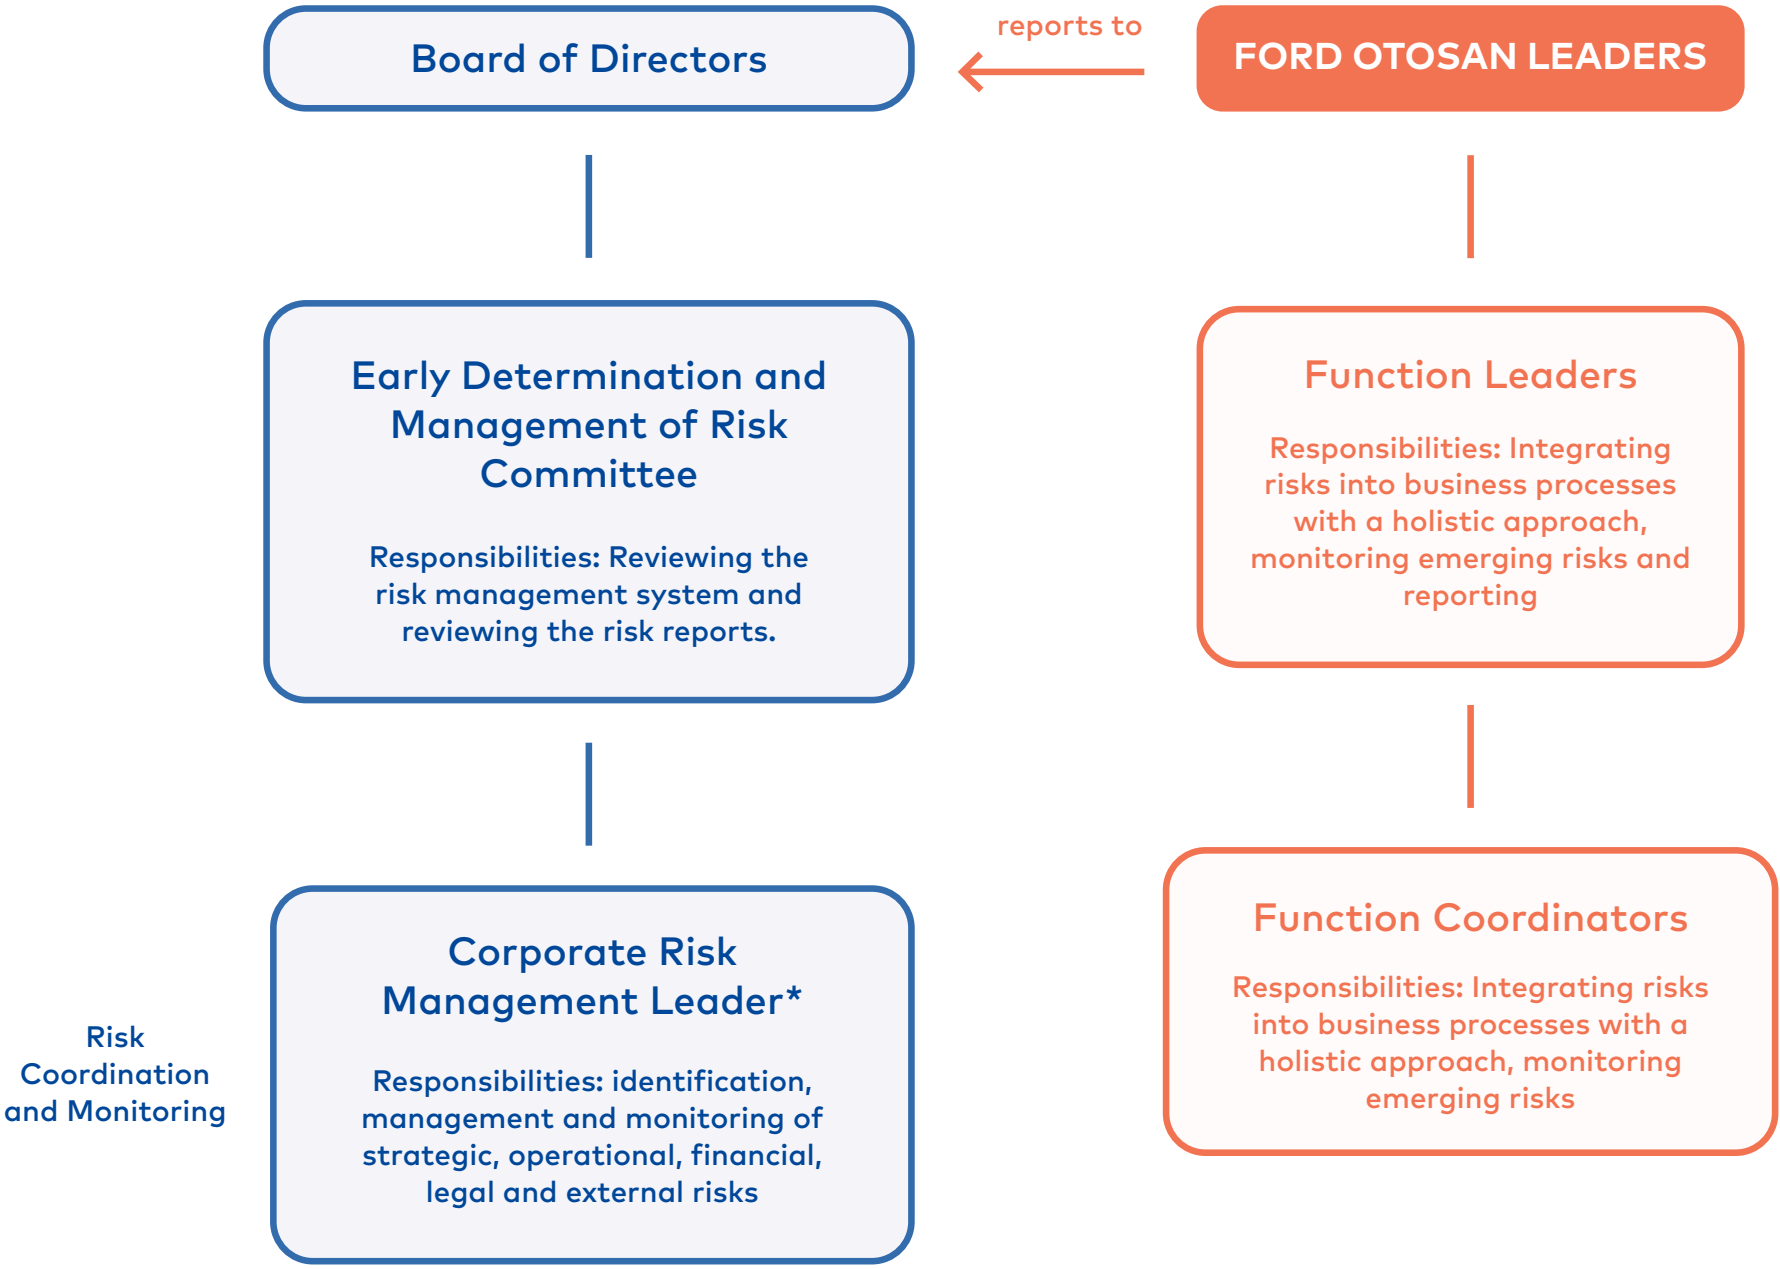 Board of Directors
reports to
FORD OTOSAN LEADERS
Early Determination and
Management of Risk
Committee
Responsibilities: Reviewing the
risk management system and
reviewing the risk reports.
Function Leaders
Responsibilities: Integrating
risks into business processes
with a holistic approach,
monitoring emerging risks and
reporting
Risk
Coordination
and Monitoring
Corporate Risk
Management Leader*
Responsibilities: identification,
management and monitoring of
strategic, operational, financial,
legal and external risks
Function Coordinators
Responsibilities: Integrating risks
into business processes with a
holistic approach, monitoring
emerging risks